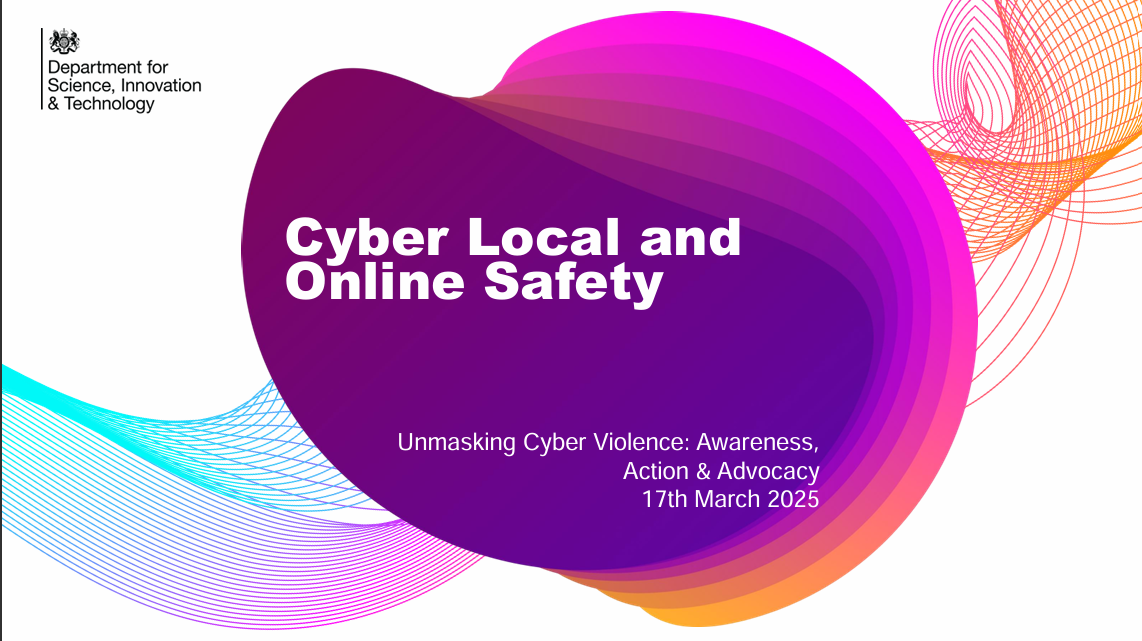 Department for
Science, Innovation
& Technology
Cyber Local and
Online Safety
Unmasking Cyber Violence: Awareness,
Action & Advocacy
17th March 2025